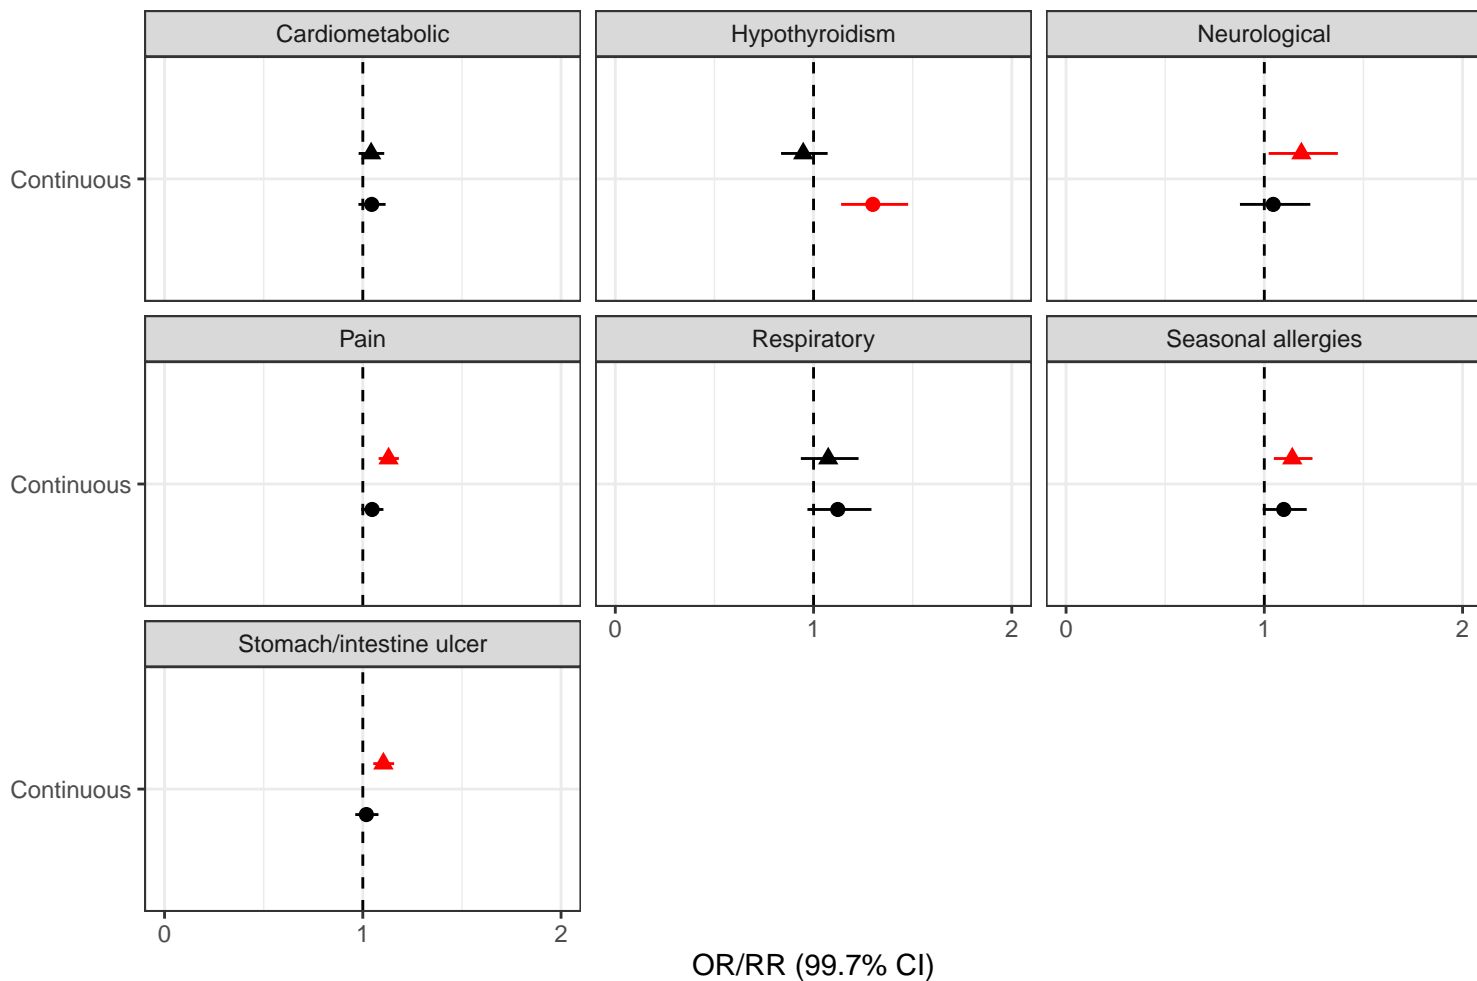 Cardiometabolic
Hypothyroidism
Neurological
Continuous
Pain
Respiratory
Seasonal allergies
Continuous
0 1 2
0 1 2
Stomach/intestine ulcer
Continuous
0 1 2
OR/RR (99.7% CI)